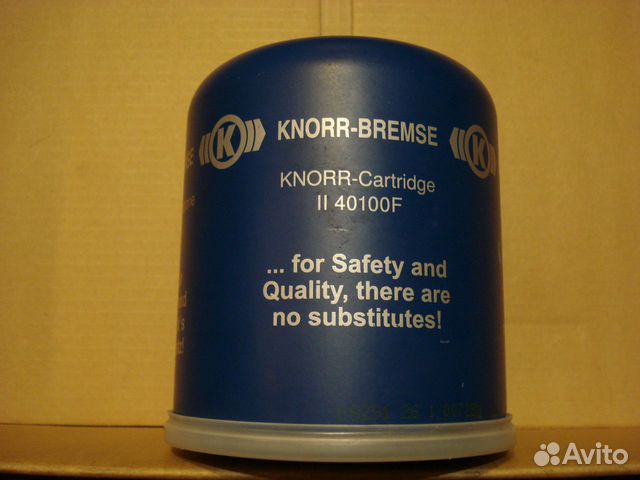 K KNORR-BREMSE K
KNORR-Cartridge
II 40100F
... for Safety and
Quality, there are
no substitutes!
Avito